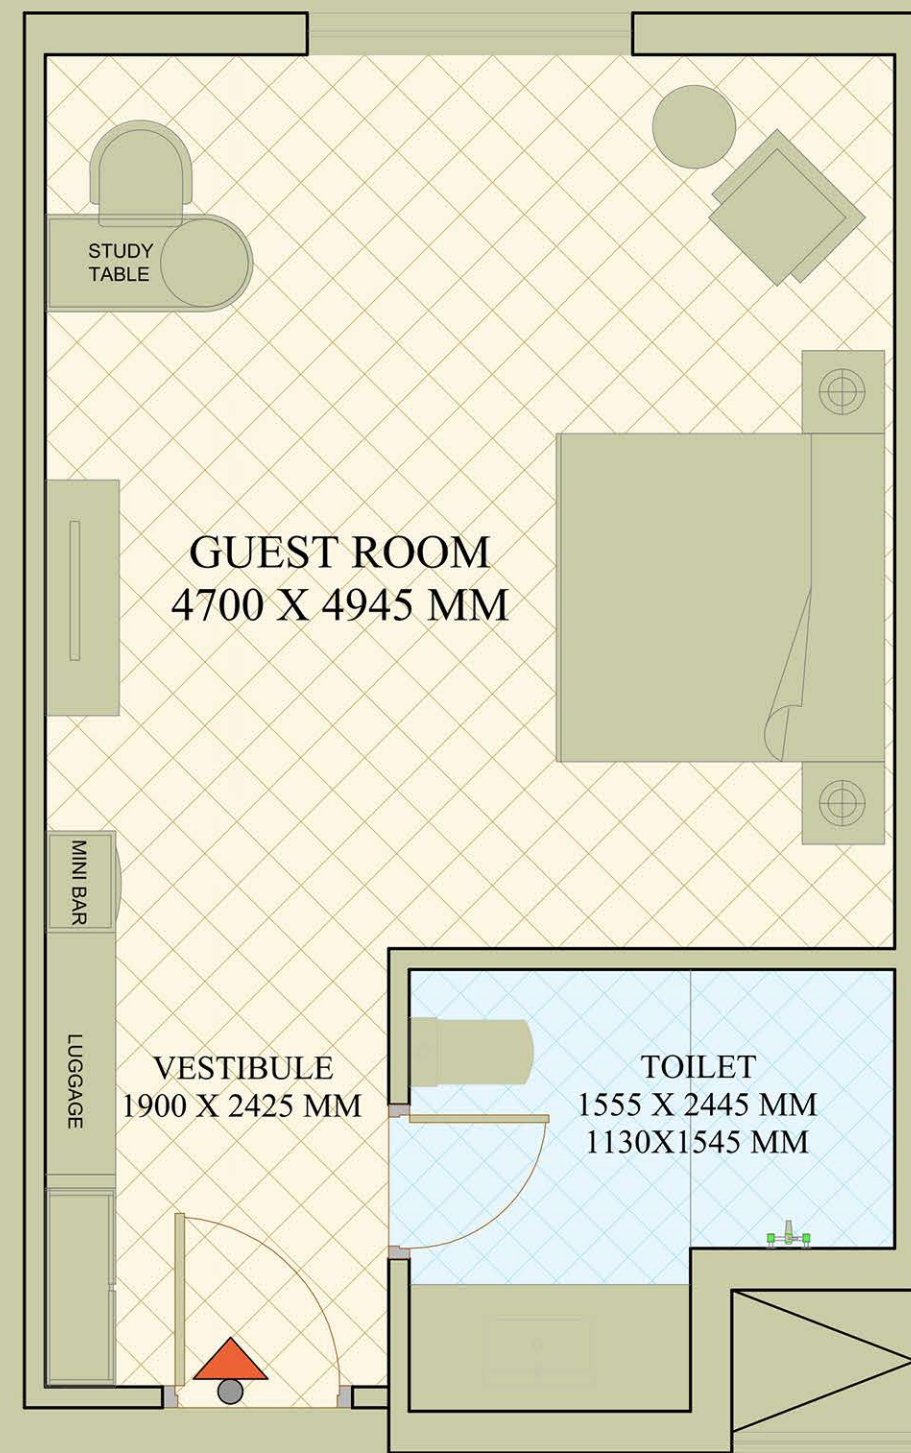 STUDY
TABLE
GUEST ROOM
4700 X 4945 MM
MINI BAR
LUGGAGE
VESTIBULE
1900 X 2425 MM
TOILET
1555 X 2445 MM
1130X1545 MM